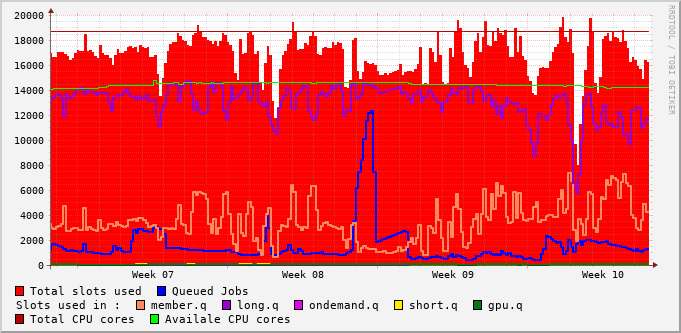 20000
18000
16000
14000
12000
10000
8000
6000
4000
2000
0
Week 07 Week 08 Week 09 Week 10
RRDTOOL / TOBI OETIKER
Total slots used Queued Jobs
Slots used in : member.q long.q ondemand.q short.q gpu.q
Total CPU cores Availale CPU cores